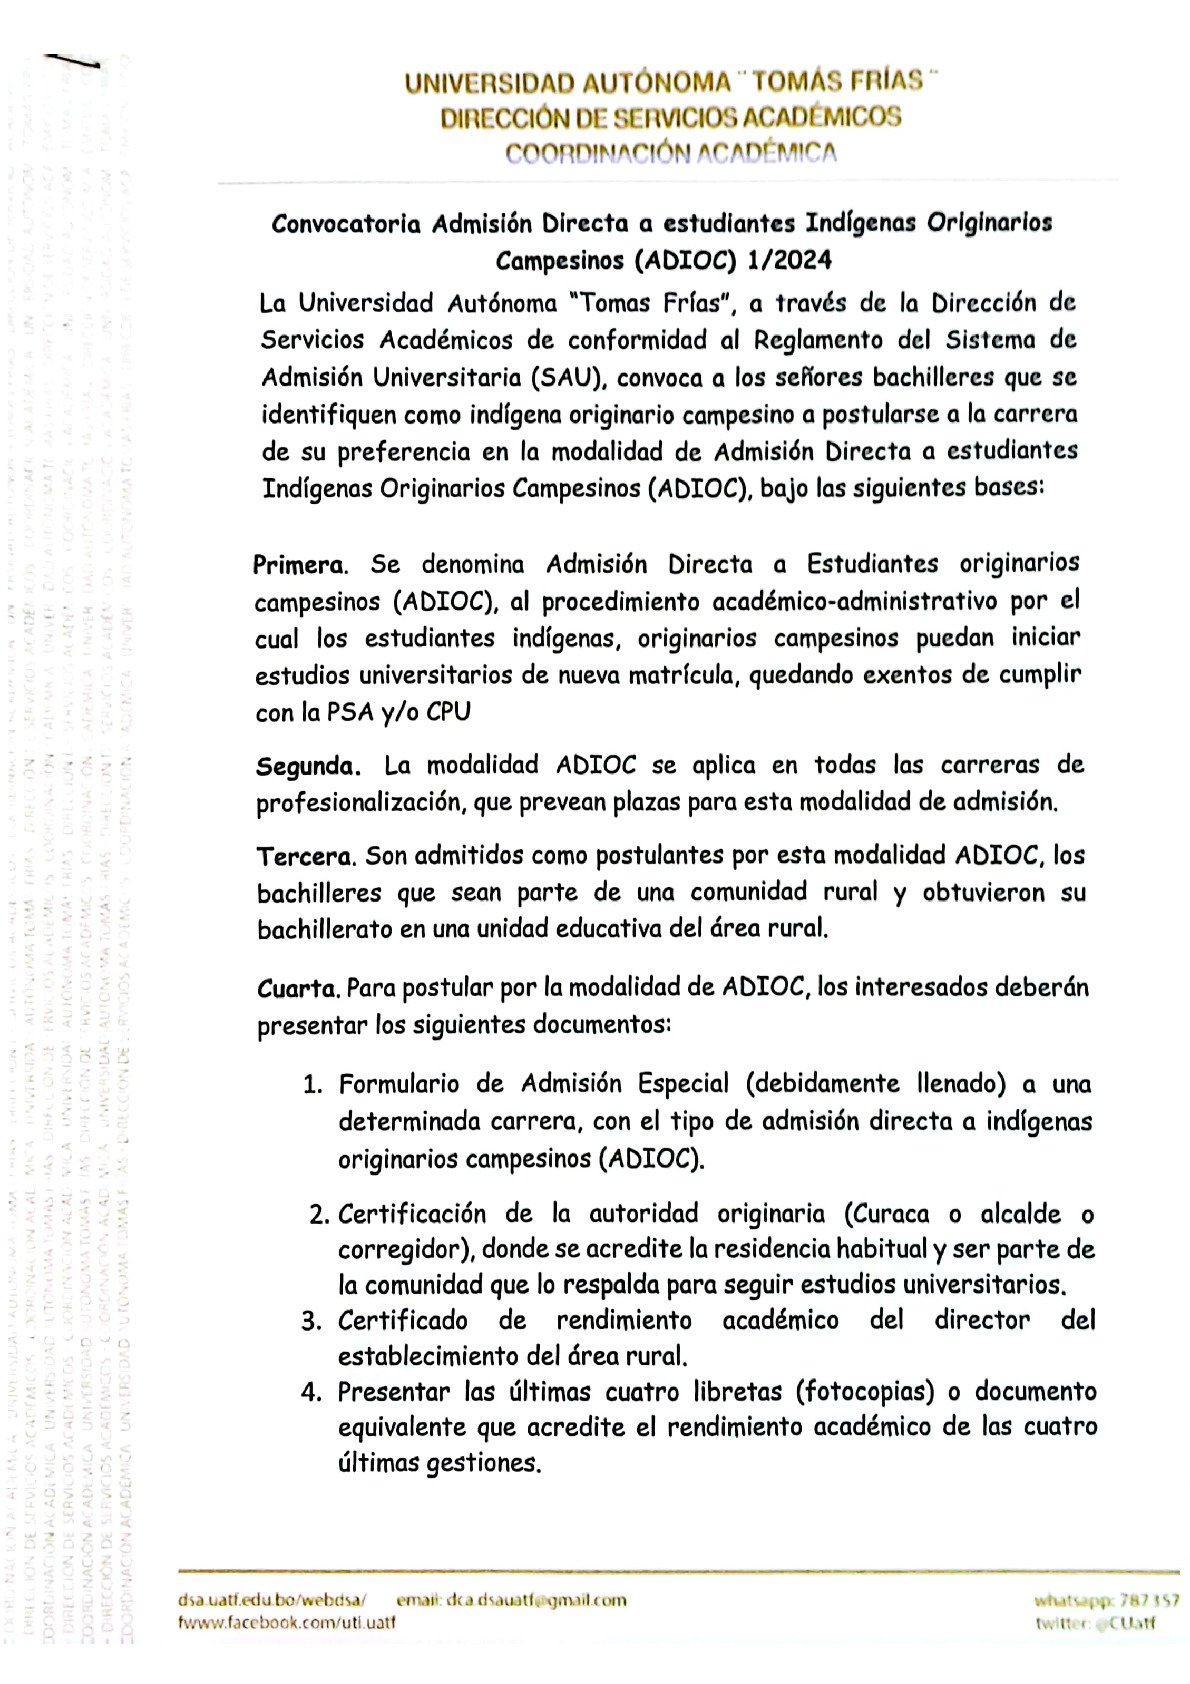 UNIVERSIDAD AUTÓNOMA ¨ TOMÁS FRÍAS ¨
DIRECCIÓN DE SERVICIOS ACADÉMICOS
COORDINACIÓN ACADÉMICA
Convocatoria Admisión Directa a estudiantes Indígenas Originarios
Campesinos (ADIOC) 1/2024
La Universidad Autónoma "Tomas Frías", a través de la Dirección de
Servicios Académicos de conformidad al Reglamento del Sistema de
Admisión Universitaria (SAU), convoca a los señores bachilleres que se
identifiquen como indígena originario campesino a postularse a la carrera
de su preferencia en la modalidad de Admisión Directa a estudiantes
Indígenas Originarios Campesinos (ADIOC), bajo las siguientes bases:
Primera. Se denomina Admisión Directa a Estudiantes originarios
campesinos (ADIOC), al procedimiento académico-administrativo por el
cual los estudiantes indígenas, originarios campesinos puedan iniciar
estudios universitarios de nueva matrícula, quedando exentos de cumplir
con la PSA y/o CPU
Segunda. La modalidad ADIOC se aplica en todas las carreras de
profesionalización, que prevean plazas para esta modalidad de admisión.
Tercera. Son admitidos como postulantes por esta modalidad ADIOC, los
bachilleres que sean parte de una comunidad rural y obtuvieron su
bachillerato en una unidad educativa del área rural.
Cuarta. Para postular por la modalidad de ADIOC, los interesados deberán
presentar los siguientes documentos:
1. Formulario de Admisión Especial (debidamente llenado) a una
determinada carrera, con el tipo de admisión directa a indígenas
originarios campesinos (ADIOC).
2. Certificación de la autoridad originaria (Curaca o alcalde o
corregidor), donde se acredite la residencia habitual y ser parte de
la comunidad que lo respalda para seguir estudios universitarios.
3. Certificado de rendimiento académico del director del
establecimiento del área rural.
4. Presentar las últimas cuatro libretas (fotocopias) o documento
equivalente que acredite el rendimiento académico de las cuatro
últimas gestiones.
dsa.uatf.edu.bo/webdsa/ email: dca.dsauatf@gmail.com whatsapp: 787357
fwww.facebook.com/uti.uatf twitter: @CUatf